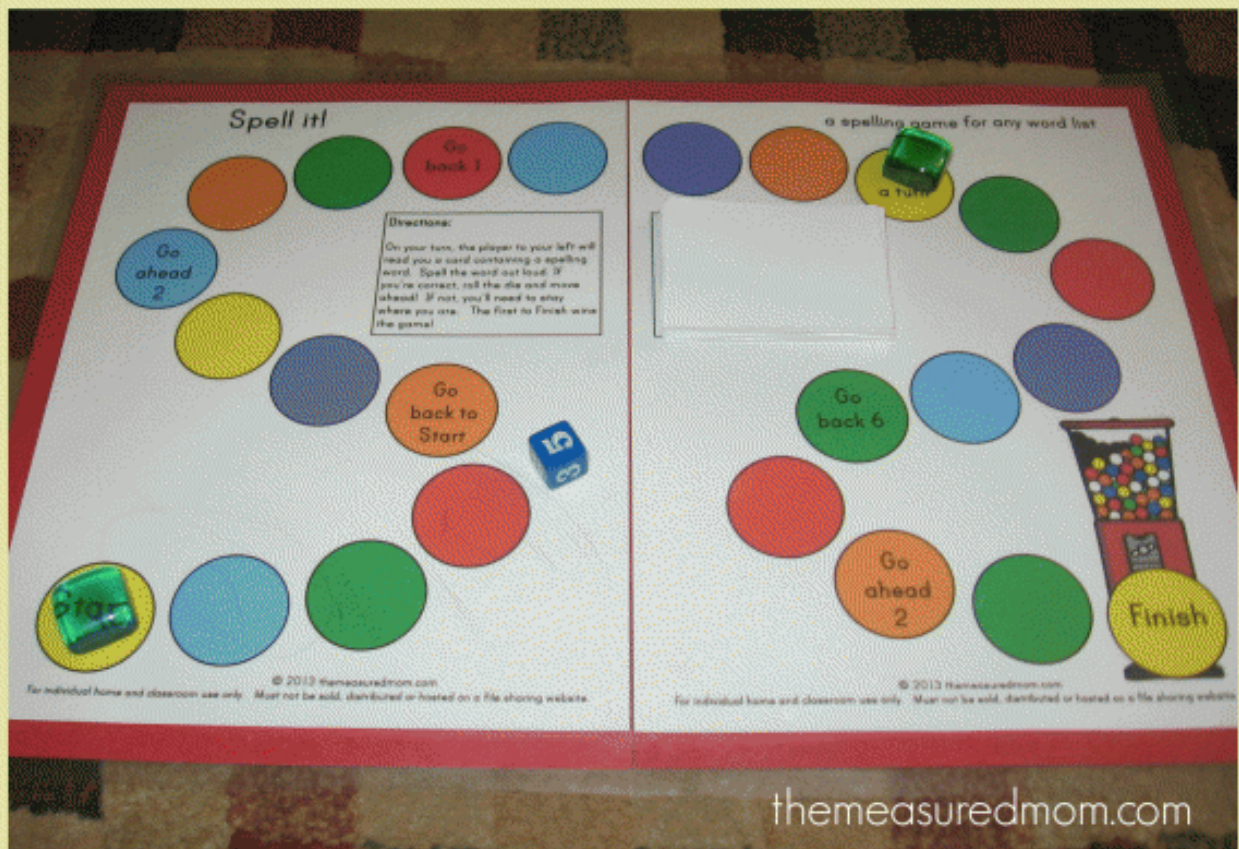 Spell it!
a spelling game for any word list
Go
back 1
a turn
Directions:
On your turn, the player to your left will
read you a card containing a spelling
word. Spell the word out loud. If
you're correct, roll the die and move
ahead! If not, you'll need to stay
where you are. The first to Finish wins
the game!
Go
ahead
2
Go
back to
Start
5
3
Go
back 6
Go
ahead
2
Start
Finish
© 2013 themeasuredmom.com
For individual home and classroom use only. Must not be sold, distributed or hosted on a file sharing website.
© 2013 themeasuredmom.com
For individual home and classroom use only. Must not be sold, distributed or hosted on a file sharing website
themeasuredmom.com